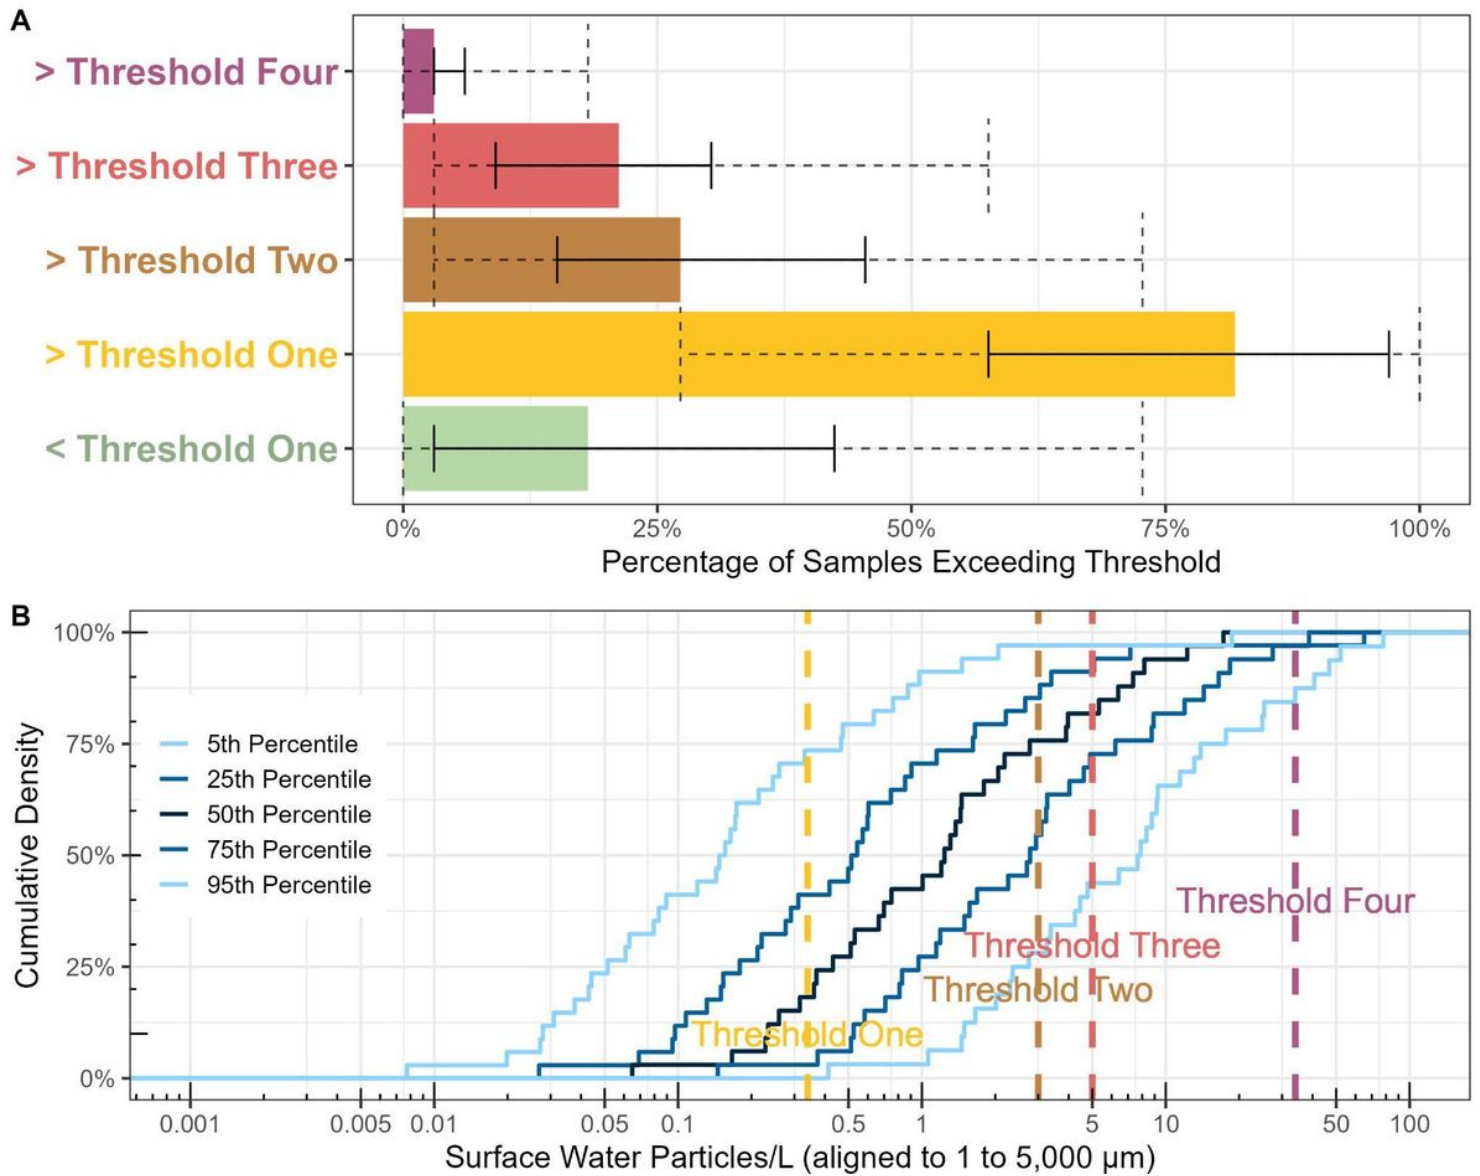 A
> Threshold Four
> Threshold Three
> Threshold Two
> Threshold One
< Threshold One
0% 25% 50% 75% 100%
Percentage of Samples Exceeding Threshold
B
100%
75%
50%
25%
0%
Cumulative Density
5th Percentile
25th Percentile
50th Percentile
75th Percentile
95th Percentile
Threshold Four
Threshold Three
Threshold Two
Threshold One
0.001 0.005 0.01 0.05 0.1 0.5 1 5 10 50 100
Surface Water Particles/L (aligned to 1 to 5,000 µm)